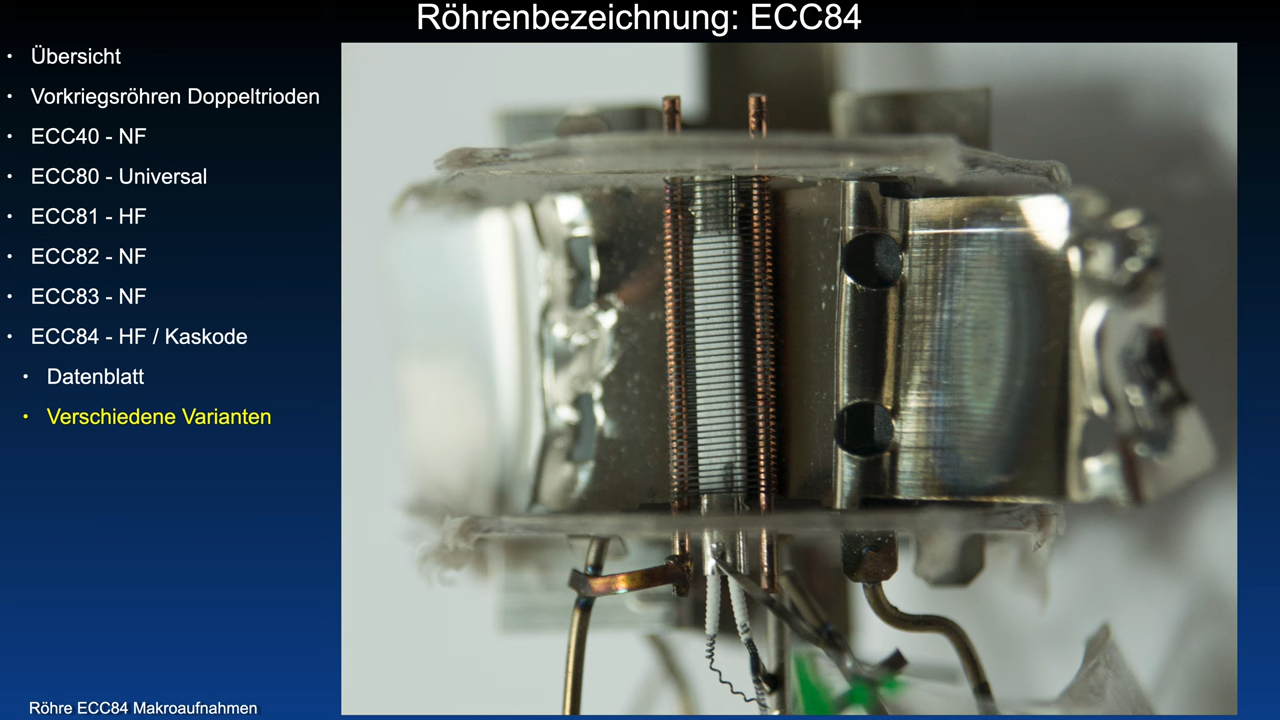 Röhrenbezeichnung: ECC84
• Übersicht
• Vorkriegsröhren Doppeltrioden
• ECC40 - NF
• ECC80 - Universal
• ECC81 - HF
• ECC82 - NF
• ECC83 - NF
• ECC84 - HF / Kaskode
• Datenblatt
• Verschiedene Varianten
Röhre ECC84 Makroaufnahmen